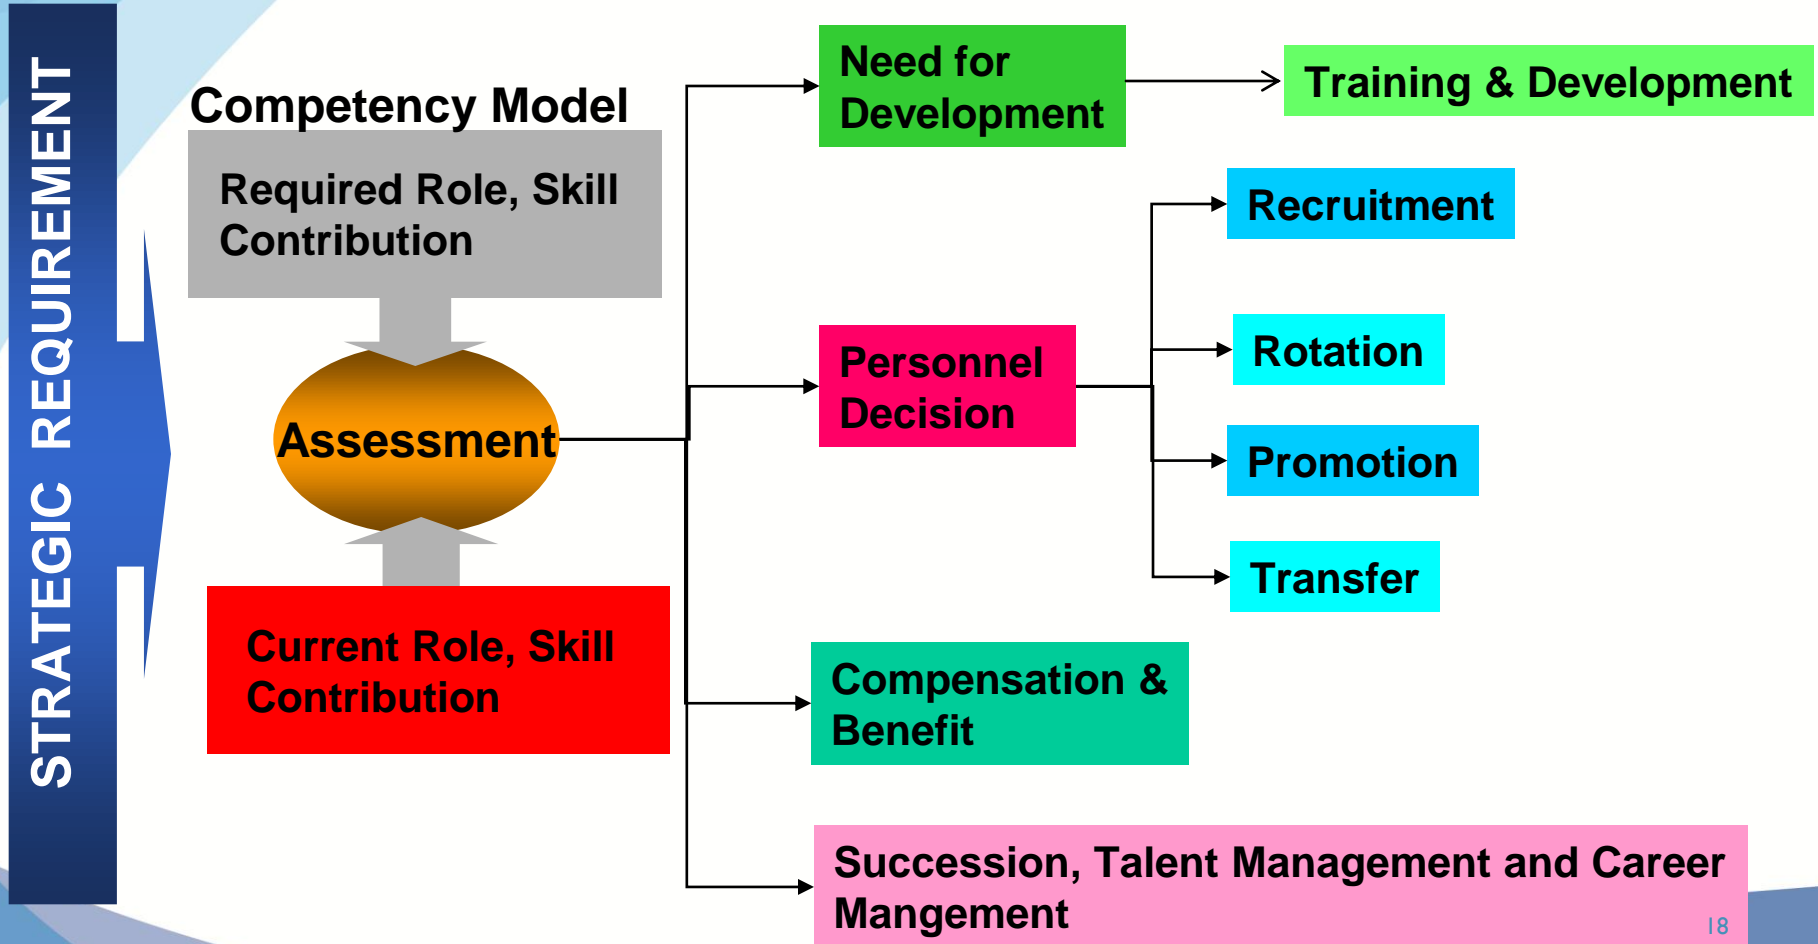 STRATEGIC REQUIREMENT
Competency Model
Required Role, Skill
Contribution
Assessment
Current Role, Skill
Contribution
Need for
Development
Training & Development
Personnel
Decision
Recruitment
Rotation
Promotion
Transfer
Compensation &
Benefit
Succession, Talent Management and Career
Mangement
18